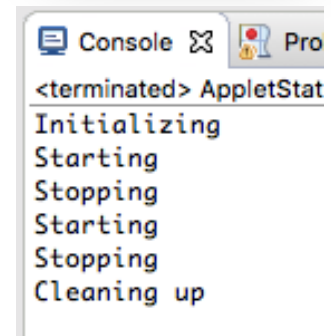 Console Pro
<terminated> AppletStat
Initializing
Starting
Stopping
Starting
Stopping
Cleaning up